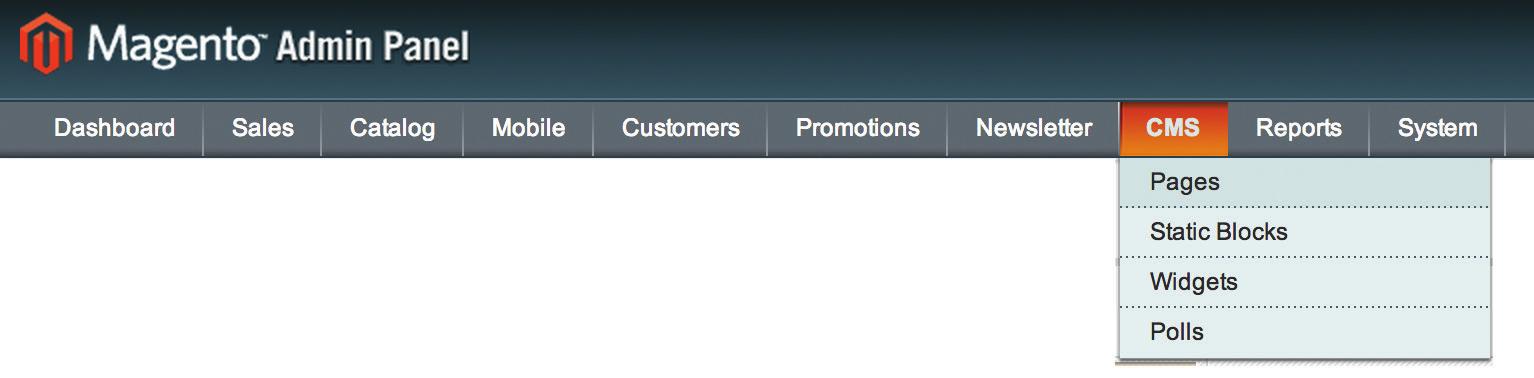 Magento™ Admin Panel
Dashboard Sales Catalog Mobile Customers Promotions Newsletter CMS Reports System
Pages
Static Blocks
Widgets
Polls